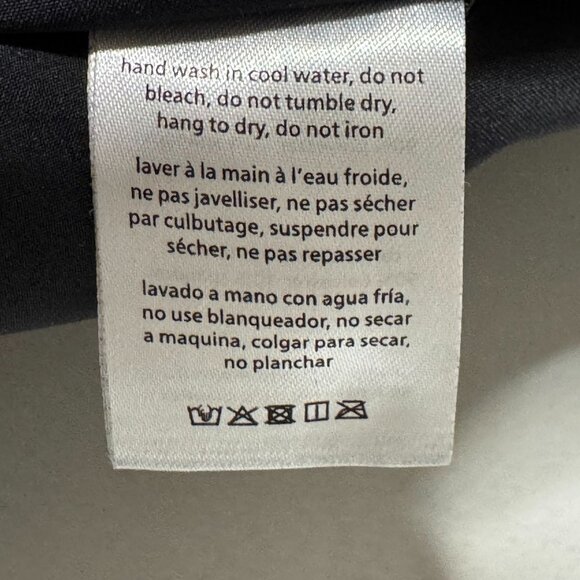 hand wash in cool water, do not
bleach, do not tumble dry,
hang to dry, do not iron
laver à la main à l'eau froide,
ne pas javelliser, ne pas sécher
par culbutage, suspendre pour
sécher, ne pas repasser
lavado a mano con agua fría,
no use blanqueador, no secar
a maquina, colgar para secar,
no planchar